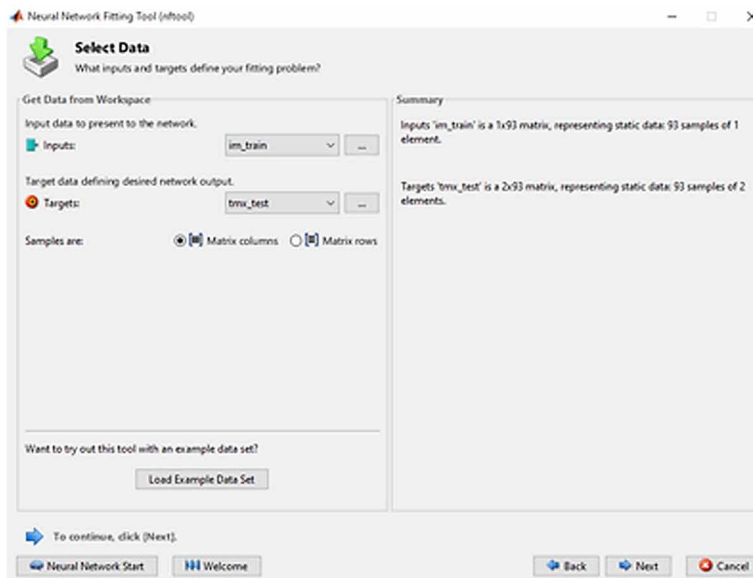 Neural Network Fitting Tool (nftool)
Select Data
What inputs and targets define your fitting problem?
Get Data from Workspace
Input data to present to the network.
Inputs: im_train ...
Target data defining desired network output.
Targets: tmx_test ...
Samples are: Matrix columns Matrix rows
Want to try out this tool with an example data set?
Load Example Data Set
Summary
Inputs 'im_train' is a 1x93 matrix, representing static data: 93 samples of 1
element.
Targets 'tmx_test' is a 2x93 matrix, representing static data: 93 samples of 2
elements.
To continue, click [Next].
Neural Network Start Welcome Back Next Cancel